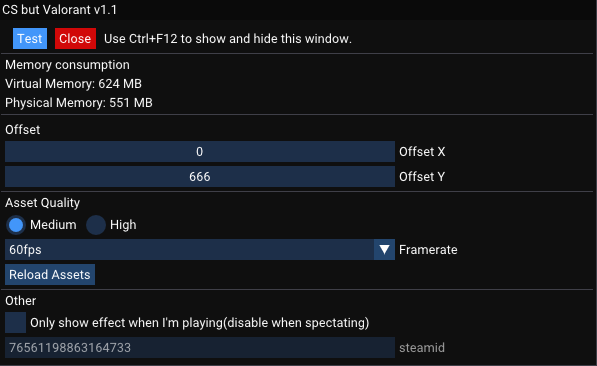 CS but Valorant v1.1
Test Close Use Ctrl+F12 to show and hide this window.
Memory consumption
Virtual Memory: 624 MB
Physical Memory: 551 MB
Offset
0 Offset X
666 Offset Y
Asset Quality
Medium High
60fps Framerate
Reload Assets
Other
Only show effect when I'm playing(disable when spectating)
76561198863164733 steamid